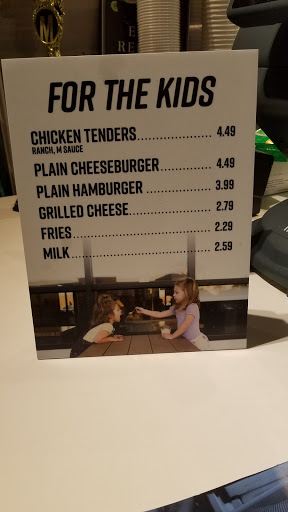 M
E
RE
FOR THE KIDS
CHICKEN TENDERS........................ 4.49
RANCH, M SAUCE
PLAIN CHEESEBURGER................ 4.49
PLAIN HAMBURGER ..................... 3.99
GRILLED CHEESE.......................... 2.79
FRIES............................................. 2.29
MILK.............................................. 2.59